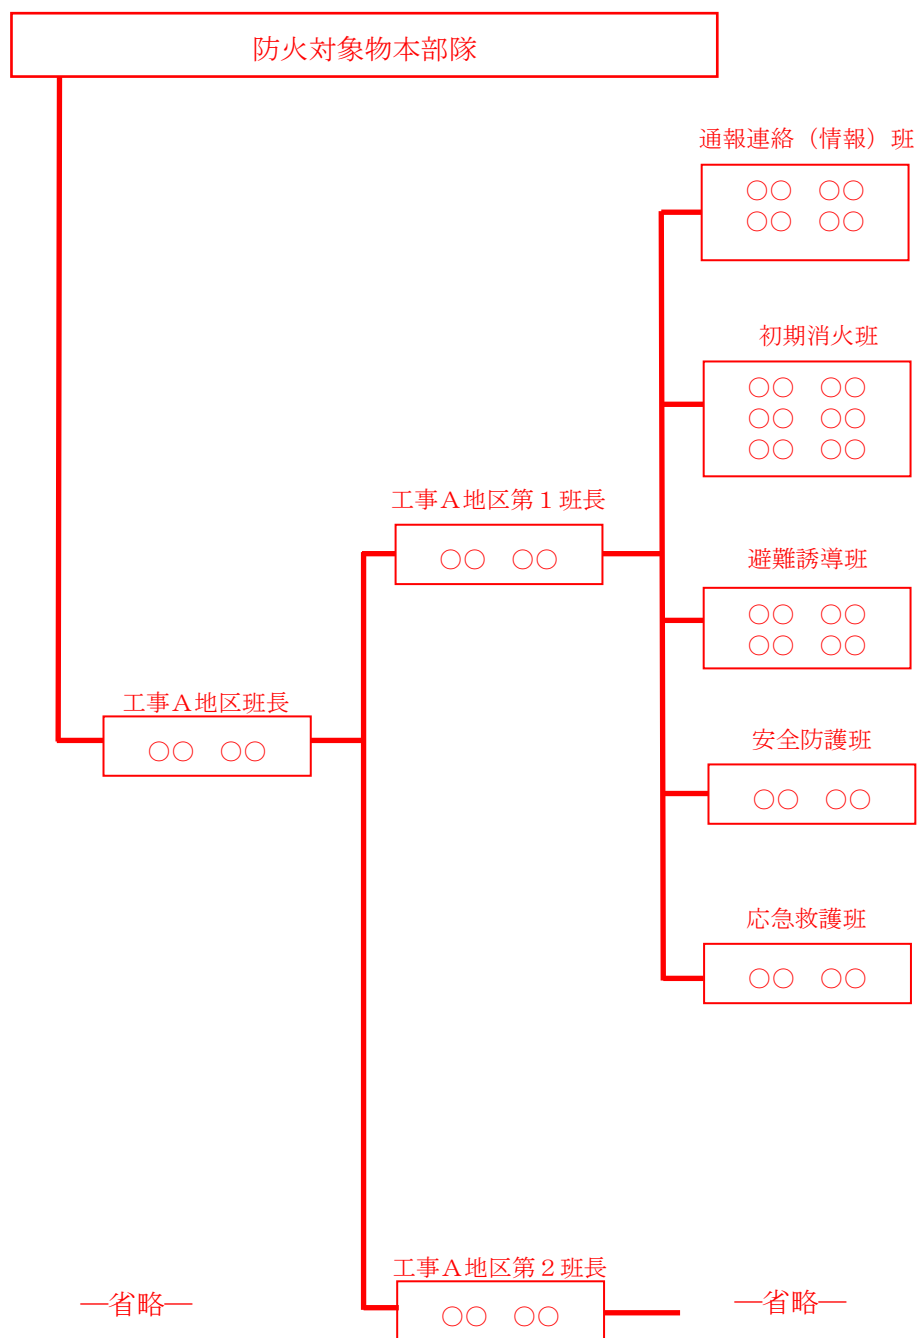 防火対象物本部隊
通報連絡（情報）班
○○　○○
○○　○○
初期消火班
○○　○○
○○　○○
○○　○○
工事Ａ地区第１班長
○○　○○
避難誘導班
○○　○○
○○　○○
工事Ａ地区班長
○○　○○
安全防護班
○○　○○
応急救護班
○○　○○
工事Ａ地区第２班長
○○　○○
―省略―
―省略―